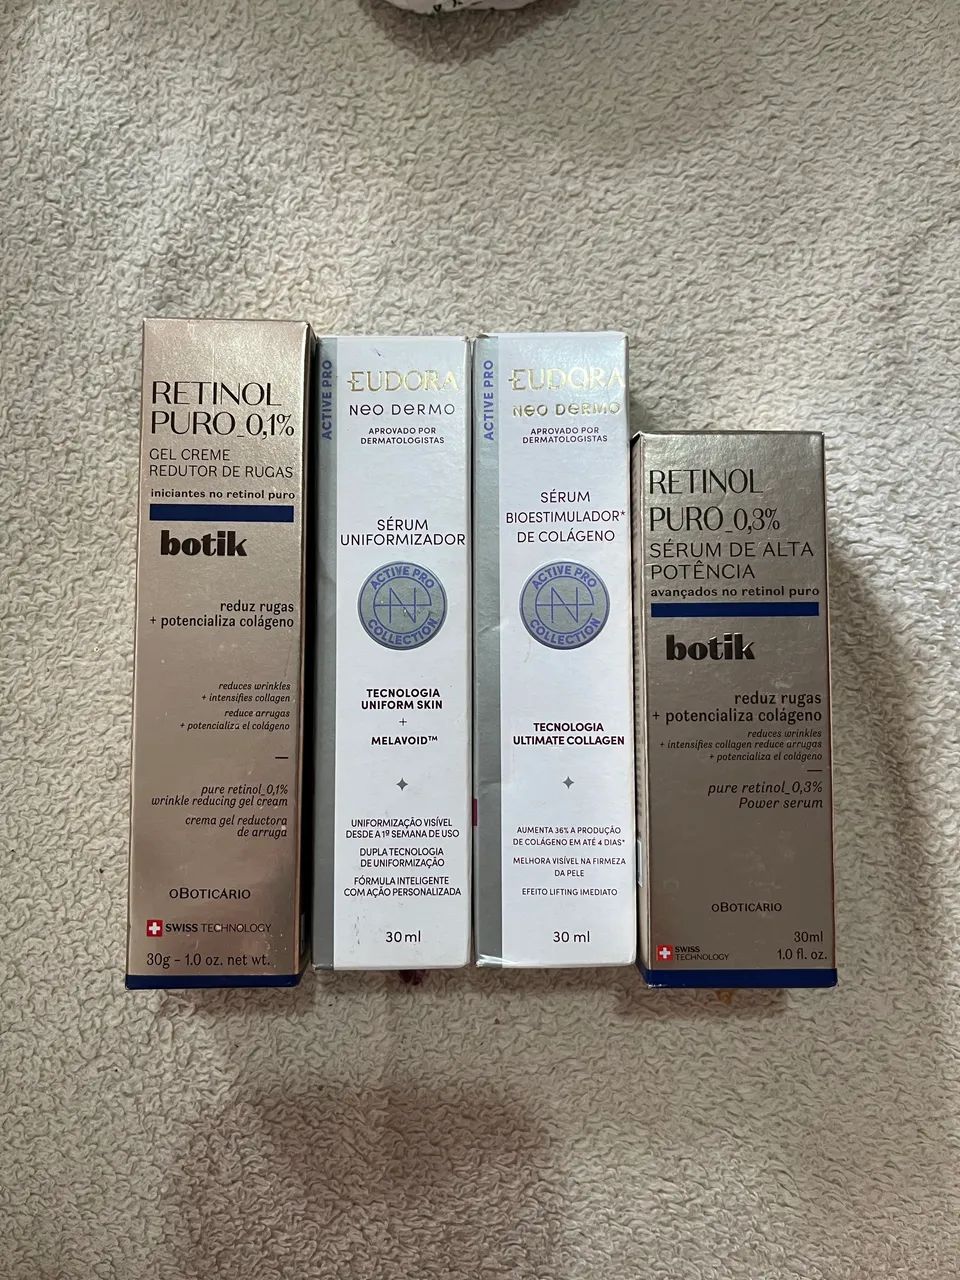 RETINOL
PURO_0,1%
GEL CREME
REDUTOR DE RUGAS
iniciantes no retinol puro
botik
reduz rugas
+ potencializa colágeno
reduces wrinkles
+ intensifies collagen
reduce arrugas
+ potencializa el colágeno
pure retinol_0,1%
wrinkle reducing gel cream
crema gel reductora
de arruga
oBOTICÁRIO
SWISS TECHNOLOGY
30g - 1.0 oz. net wt.
ACTIVE PRO
EUDORA
NEO DERMO
APROVADO POR
DERMATOLOGISTAS
SÉRUM
UNIFORMIZADOR
ACTIVE PRO
N
COLLECTION
TECNOLOGIA
UNIFORM SKIN
+
MELAVOID™
UNIFORMIZAÇÃO VISÍVEL
DESDE A 1ª SEMANA DE USO
DUPLA TECNOLOGIA
DE UNIFORMIZAÇÃO
FÓRMULA INTELIGENTE
COM AÇÃO PERSONALIZADA
30 ml
ACTIVE PRO
EUDORA
NEO DERMO
APROVADO POR
DERMATOLOGISTAS
SÉRUM
BIOESTIMULADOR*
DE COLÁGENO
ACTIVE PRO
N
COLLECTION
TECNOLOGIA
ULTIMATE COLLAGEN
AUMENTA 36% A PRODUÇÃO
DE COLÁGENO EM ATÉ 4 DIAS*
MELHORA VISÍVEL NA FIRMEZA
DA PELE
EFEITO LIFTING IMEDIATO
30 ml
RETINOL
PURO_0,3%
SÉRUM DE ALTA
POTÊNCIA
avançados no retinol puro
botik
reduz rugas
+ potencializa colágeno
reduces wrinkles
+ intensifies collagen reduce arrugas
+ potencializa el colágeno
pure retinol_0,3%
Power serum
oBOTICÁRIO
SWISS
TECHNOLOGY
30ml
1.0 fl. oz.